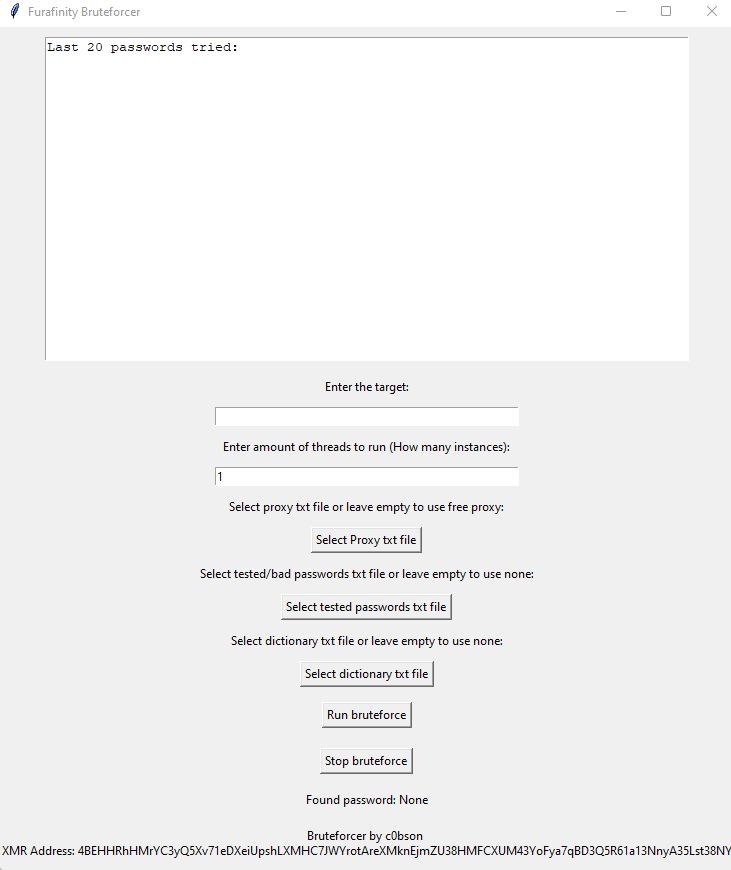 Furafinity Bruteforcer
Last 20 passwords tried:
Enter the target:
Enter amount of threads to run (How many instances):
1
Select proxy txt file or leave empty to use free proxy:
Select Proxy txt file
Select tested/bad passwords txt file or leave empty to use none:
Select tested passwords txt file
Select dictionary txt file or leave empty to use none:
Select dictionary txt file
Run bruteforce
Stop bruteforce
Found password: None
Bruteforcer by c0bson
XMR Address: 4BEHHRhHMrYC3yQ5Xv71eDXeiUpshLXMHC7JWYrotAreXMknEjmZU38HMFCXUM43YoFya7qBD3Q5R61a13NnyA35Lst38NY